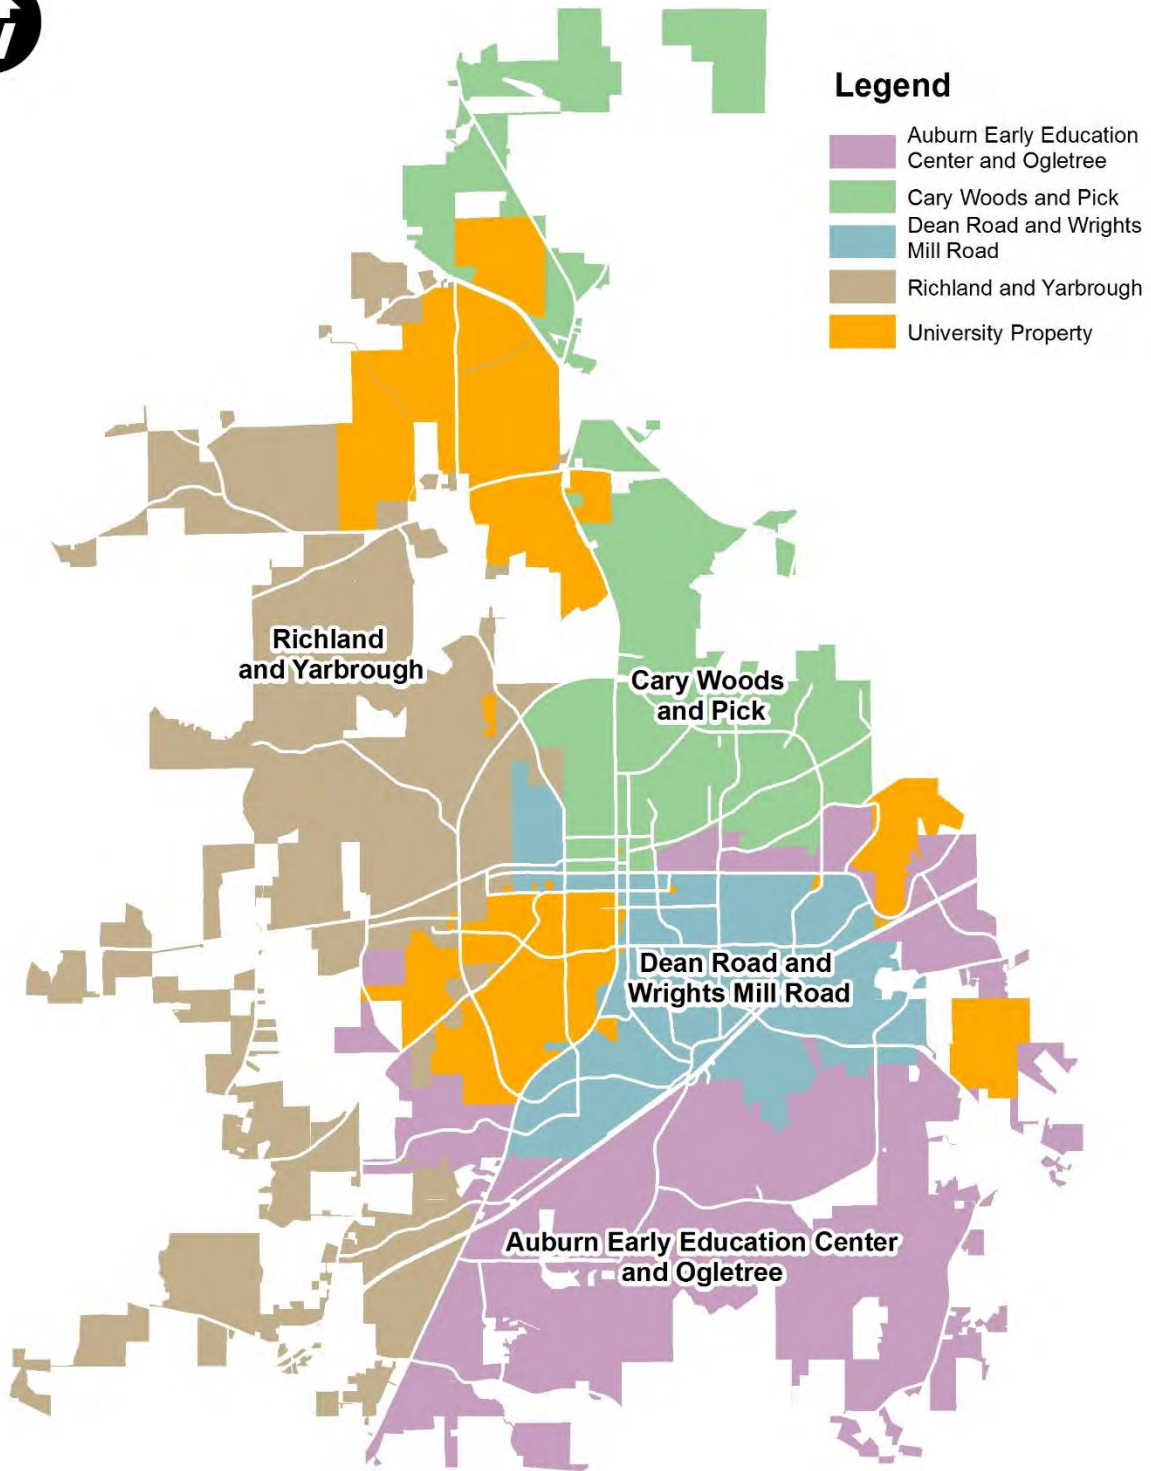 Legend
Auburn Early Education
Center and Ogletree
Cary Woods and Pick
Dean Road and Wrights
Mill Road
Richland and Yarbrough
University Property
Richland
and Yarbrough
Cary Woods
and Pick
Dean Road and
Wrights Mill Road
Auburn Early Education Center
and Ogletree